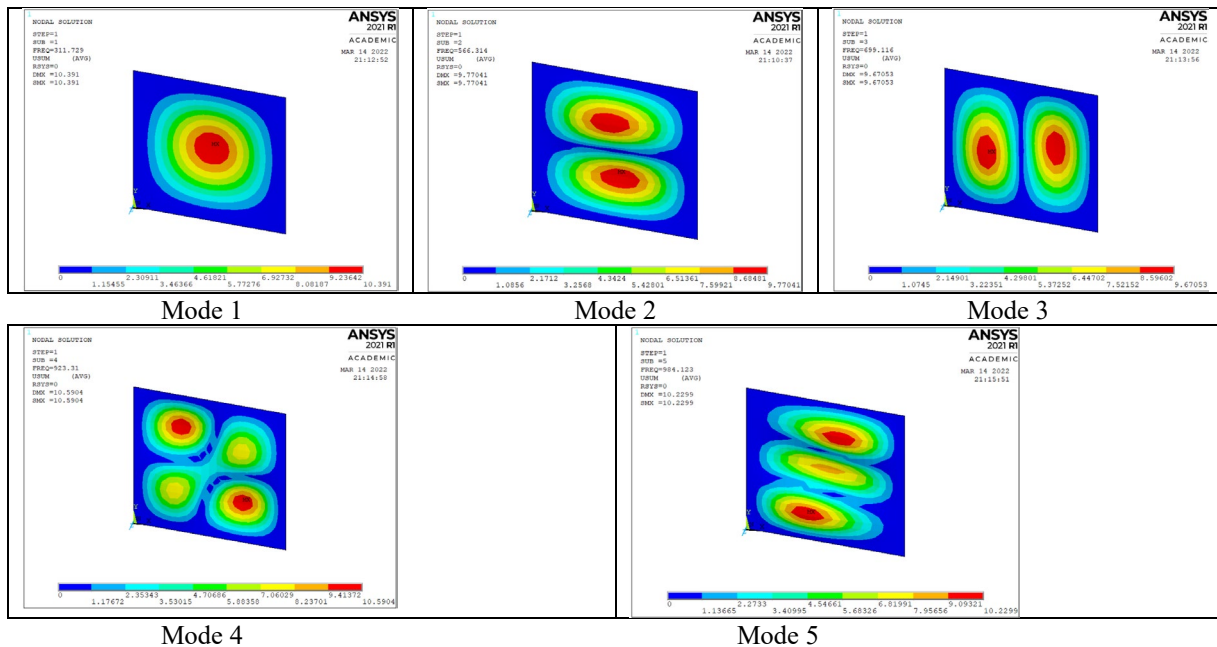 1
NODAL SOLUTION
STEP=1
SUB =1
FREQ=311.729
USUM (AVG)
RSYS=0
DMX =10.391
SMX =10.391
ANSYS
2021 R1
ACADEMIC
MAR 14 2022
21:12:52
Y
0
1.15455
2.30911
3.46366
4.61821
5.77276
6.92732
8.08187
9.23642
10.391
Mode 1
1
NODAL SOLUTION
STEP=1
SUB =2
FREQ=566.314
USUM (AVG)
RSYS=0
DMX =9.77041
SMX =9.77041
ANSYS
2021 R1
ACADEMIC
MAR 14 2022
21:10:37
Y
0
1.0856
2.1712
3.2568
4.3424
5.42801
6.51361
7.59921
8.68481
9.77041
Mode 2
1
NODAL SOLUTION
STEP=1
SUB =3
FREQ=699.116
USUM (AVG)
RSYS=0
DMX =9.67053
SMX =9.67053
ANSYS
2021 R1
ACADEMIC
MAR 14 2022
21:13:56
Y
0
1.0745
2.14901
3.22351
4.29801
5.37252
6.44702
7.52152
8.59602
9.67053
Mode 3
1
NODAL SOLUTION
STEP=1
SUB =4
FREQ=923.31
USUM (AVG)
RSYS=0
DMX =10.5904
SMX =10.5904
ANSYS
2021 R1
ACADEMIC
MAR 14 2022
21:14:58
Y
0
1.17672
2.35343
3.53015
4.70686
5.88358
7.06029
8.23701
9.41372
10.5904
Mode 4
1
NODAL SOLUTION
STEP=1
SUB =5
FREQ=984.123
USUM (AVG)
RSYS=0
DMX =10.2299
SMX =10.2299
ANSYS
2021 R1
ACADEMIC
MAR 14 2022
21:15:51
Y
0
1.13665
2.2733
3.40995
4.54661
5.68326
6.81991
7.95656
9.09321
10.2299
Mode 5